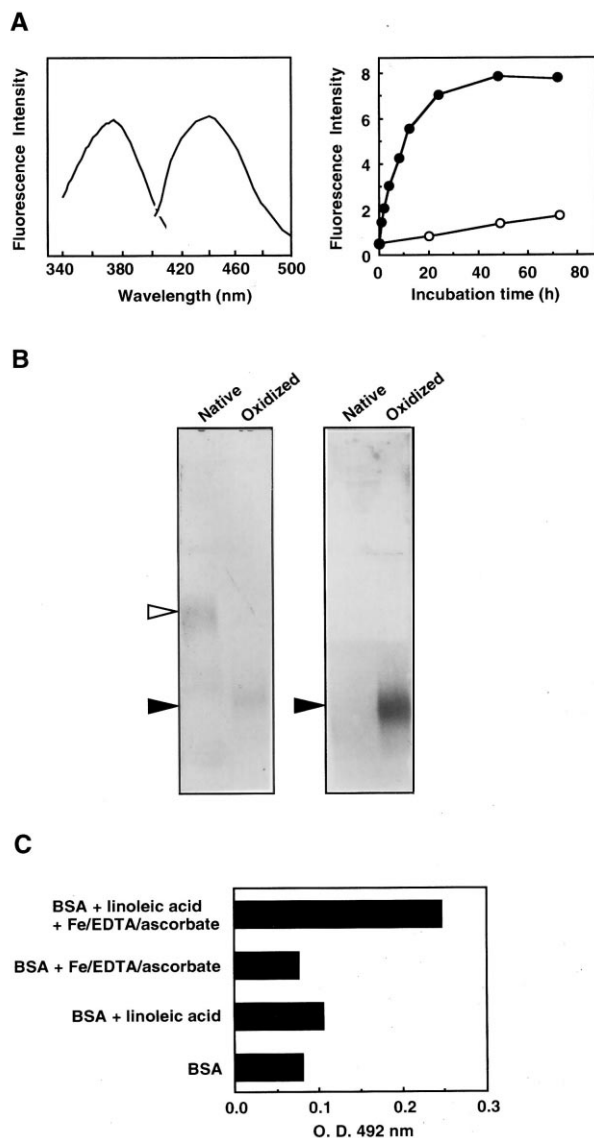 A
Fluorescence Intensity
340 380 420 460 500
Wavelength (nm)
Fluorescence Intensity
8
6
4
2
0
0 20 40 60 80
Incubation time (h)
B
Native
Oxidized
Native
Oxidized
C
BSA + linoleic acid
+ Fe/EDTA/ascorbate
BSA + Fe/EDTA/ascorbate
BSA + linoleic acid
BSA
0.0 0.1 0.2 0.3
O. D. 492 nm